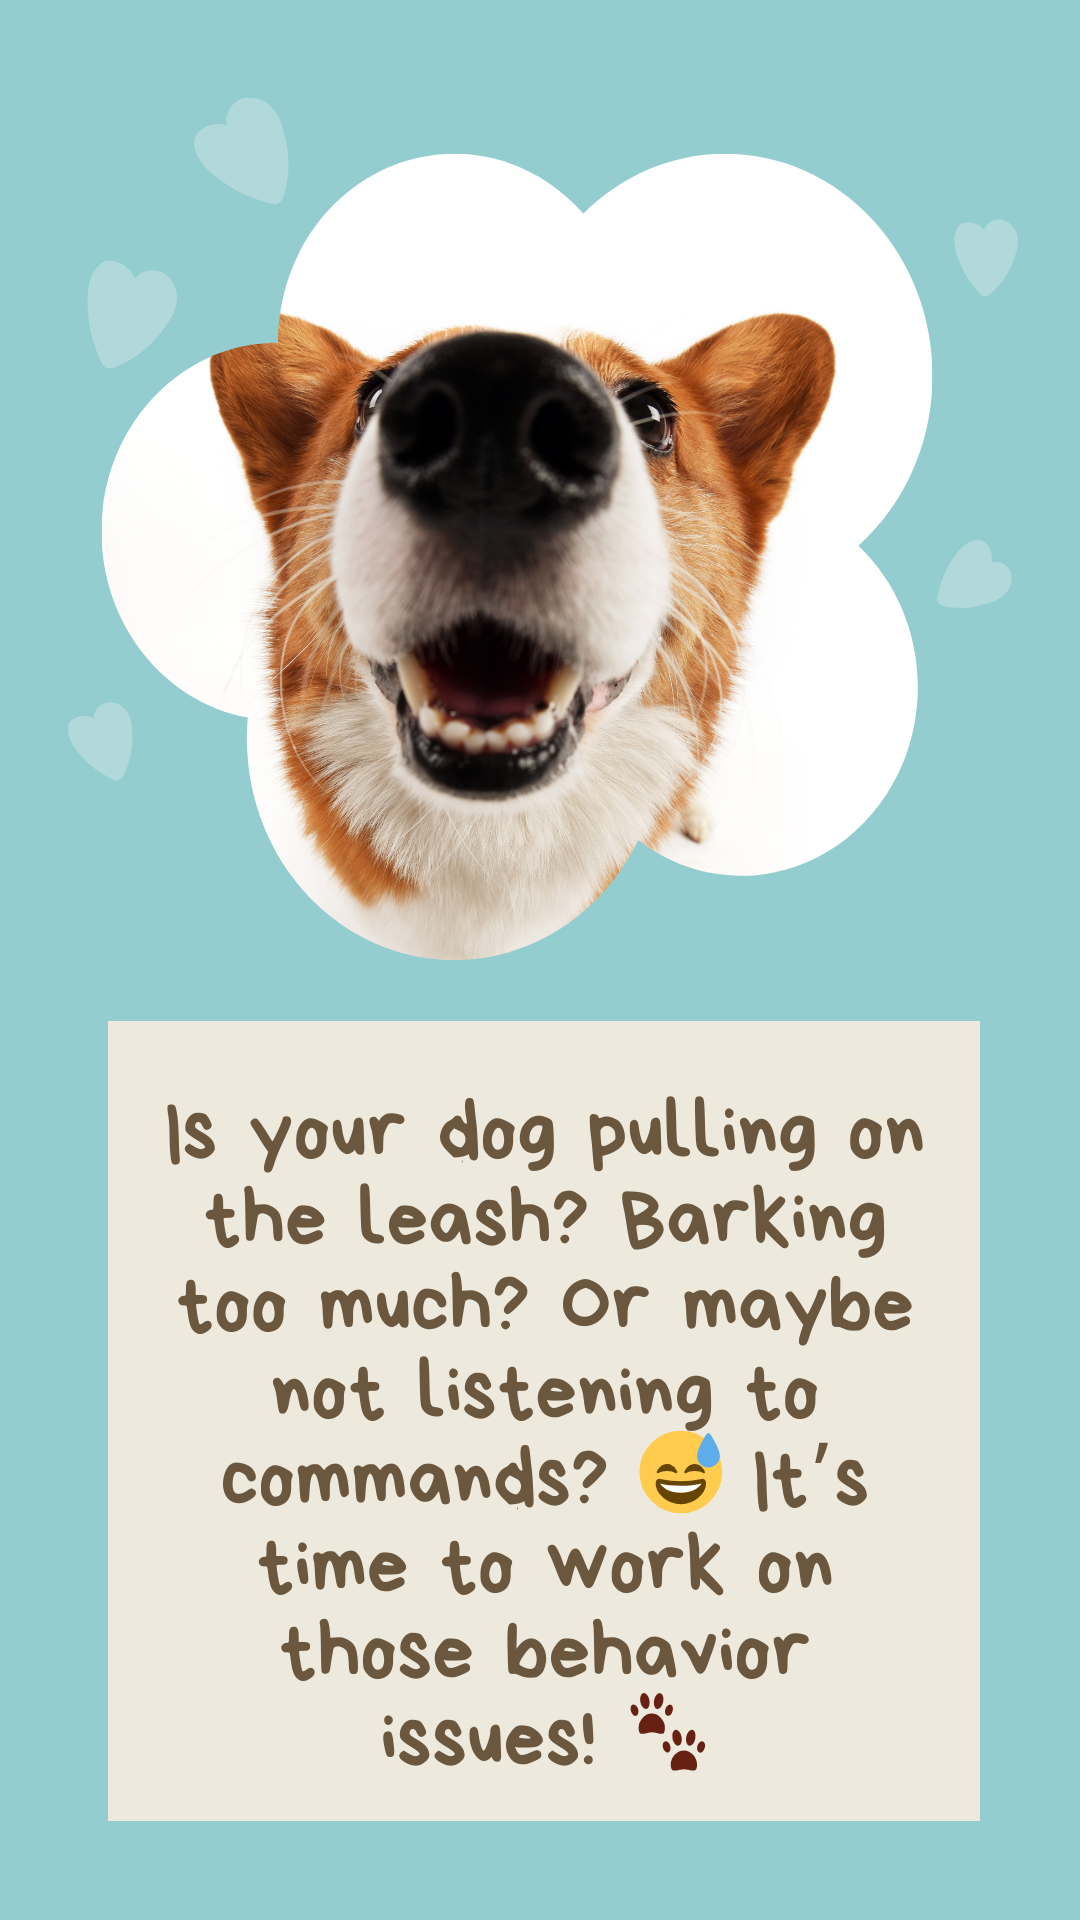 Is your dog pulling on
the leash? Barking
too much? Or maybe
not listening to
commands? 😅 It's
time to work on
those behavior
issues! 🐾